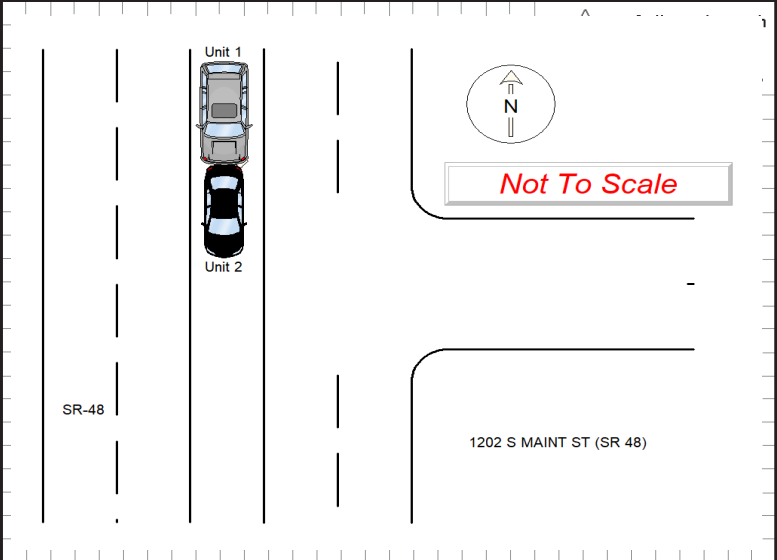 Unit 1
N
Not To Scale
Unit 2
SR-48
1202 S MAINT ST (SR 48)